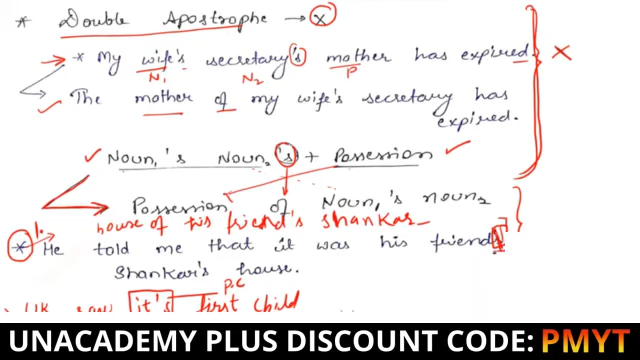 * Double Apostrophe → X
* My wife's secretary's mother has expired X
N₁ N₂ P
The mother of my wife's secretary has
expired.
Noun₁'s Noun₂'s + Possession
Possession of Noun₁'s noun₂
house of his friend's Shankar
* He told me that it was his friend's
Shankar's house.
P.C
saw it's first child
UNACADEMY PLUS DISCOUNT CODE: PMYT